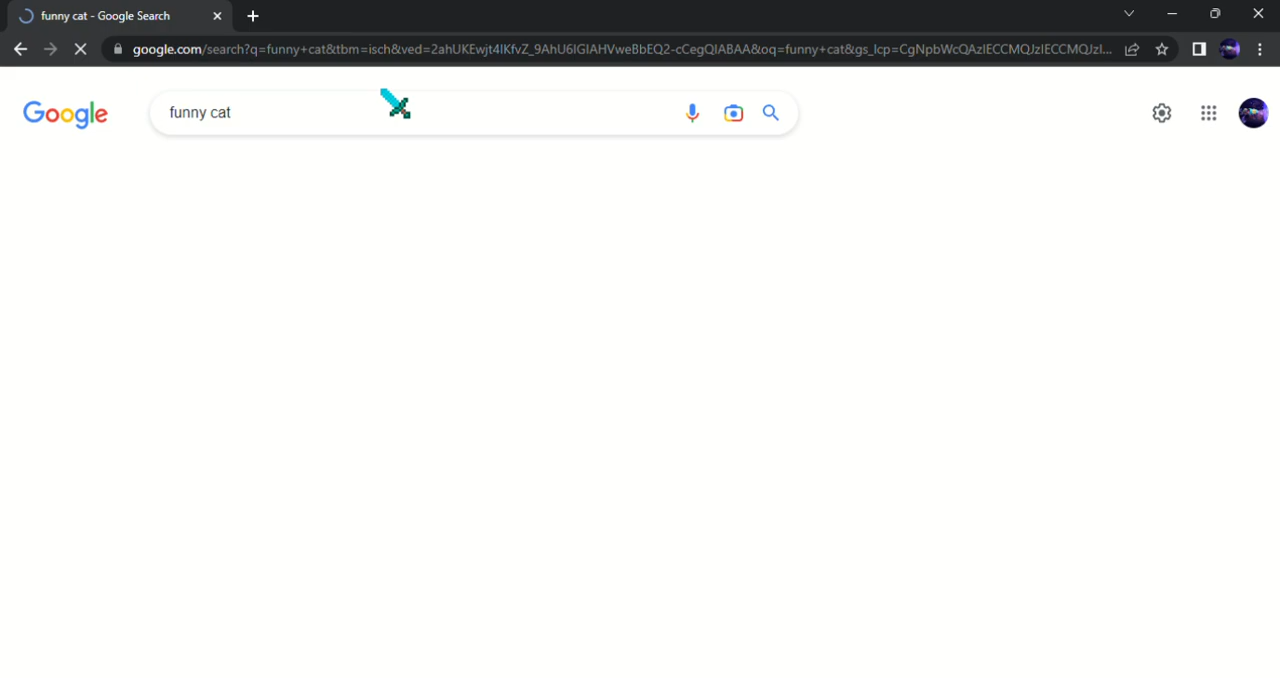 funny cat - Google Search
google.com/search?q=funny+cat&tbm=isch&ved=2ahUKEwjt4IKfvZ_9AhU6IGIAHVweBbEQ2-cCegQIABAA&oq=funny+cat&gs_lcp=CgNpbWcQAzIECCMQJzIECCMQJzI...
Google
funny cat